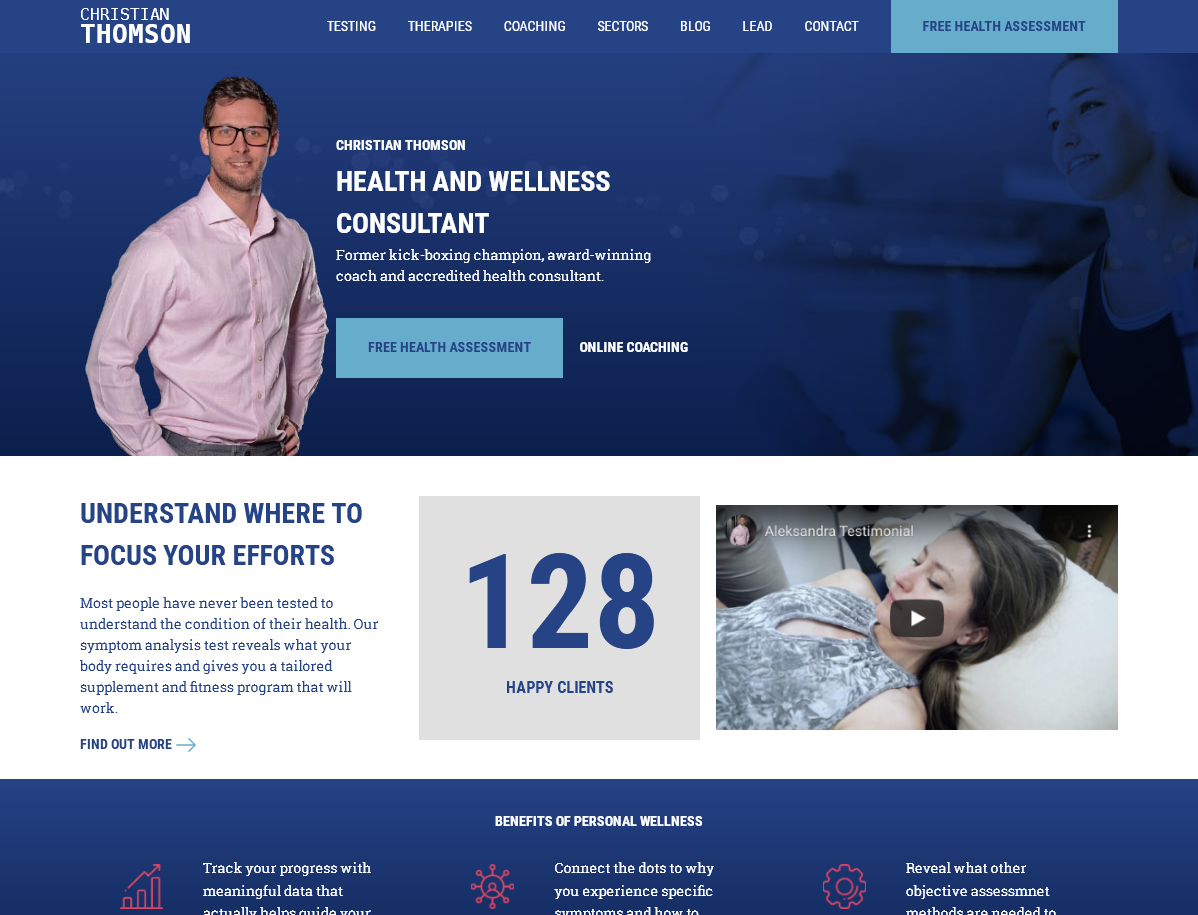 CHRISTIAN
THOMSON
TESTING THERAPIES COACHING SECTORS BLOG LEAD CONTACT FREE HEALTH ASSESSMENT
CHRISTIAN THOMSON
HEALTH AND WELLNESS
CONSULTANT
Former kick-boxing champion, award-winning
coach and accredited health consultant.
FREE HEALTH ASSESSMENT ONLINE COACHING
UNDERSTAND WHERE TO
FOCUS YOUR EFFORTS
Most people have never been tested to
understand the condition of their health. Our
symptom analysis test reveals what your
body requires and gives you a tailored
supplement and fitness program that will
work.
FIND OUT MORE
128
HAPPY CLIENTS
Aleksandra Testimonial
BENEFITS OF PERSONAL WELLNESS
Track your progress with
meaningful data that
actually helps guide your
Connect the dots to why
you experience specific
symptoms and how to
Reveal what other
objective assessmnet
methods are needed to